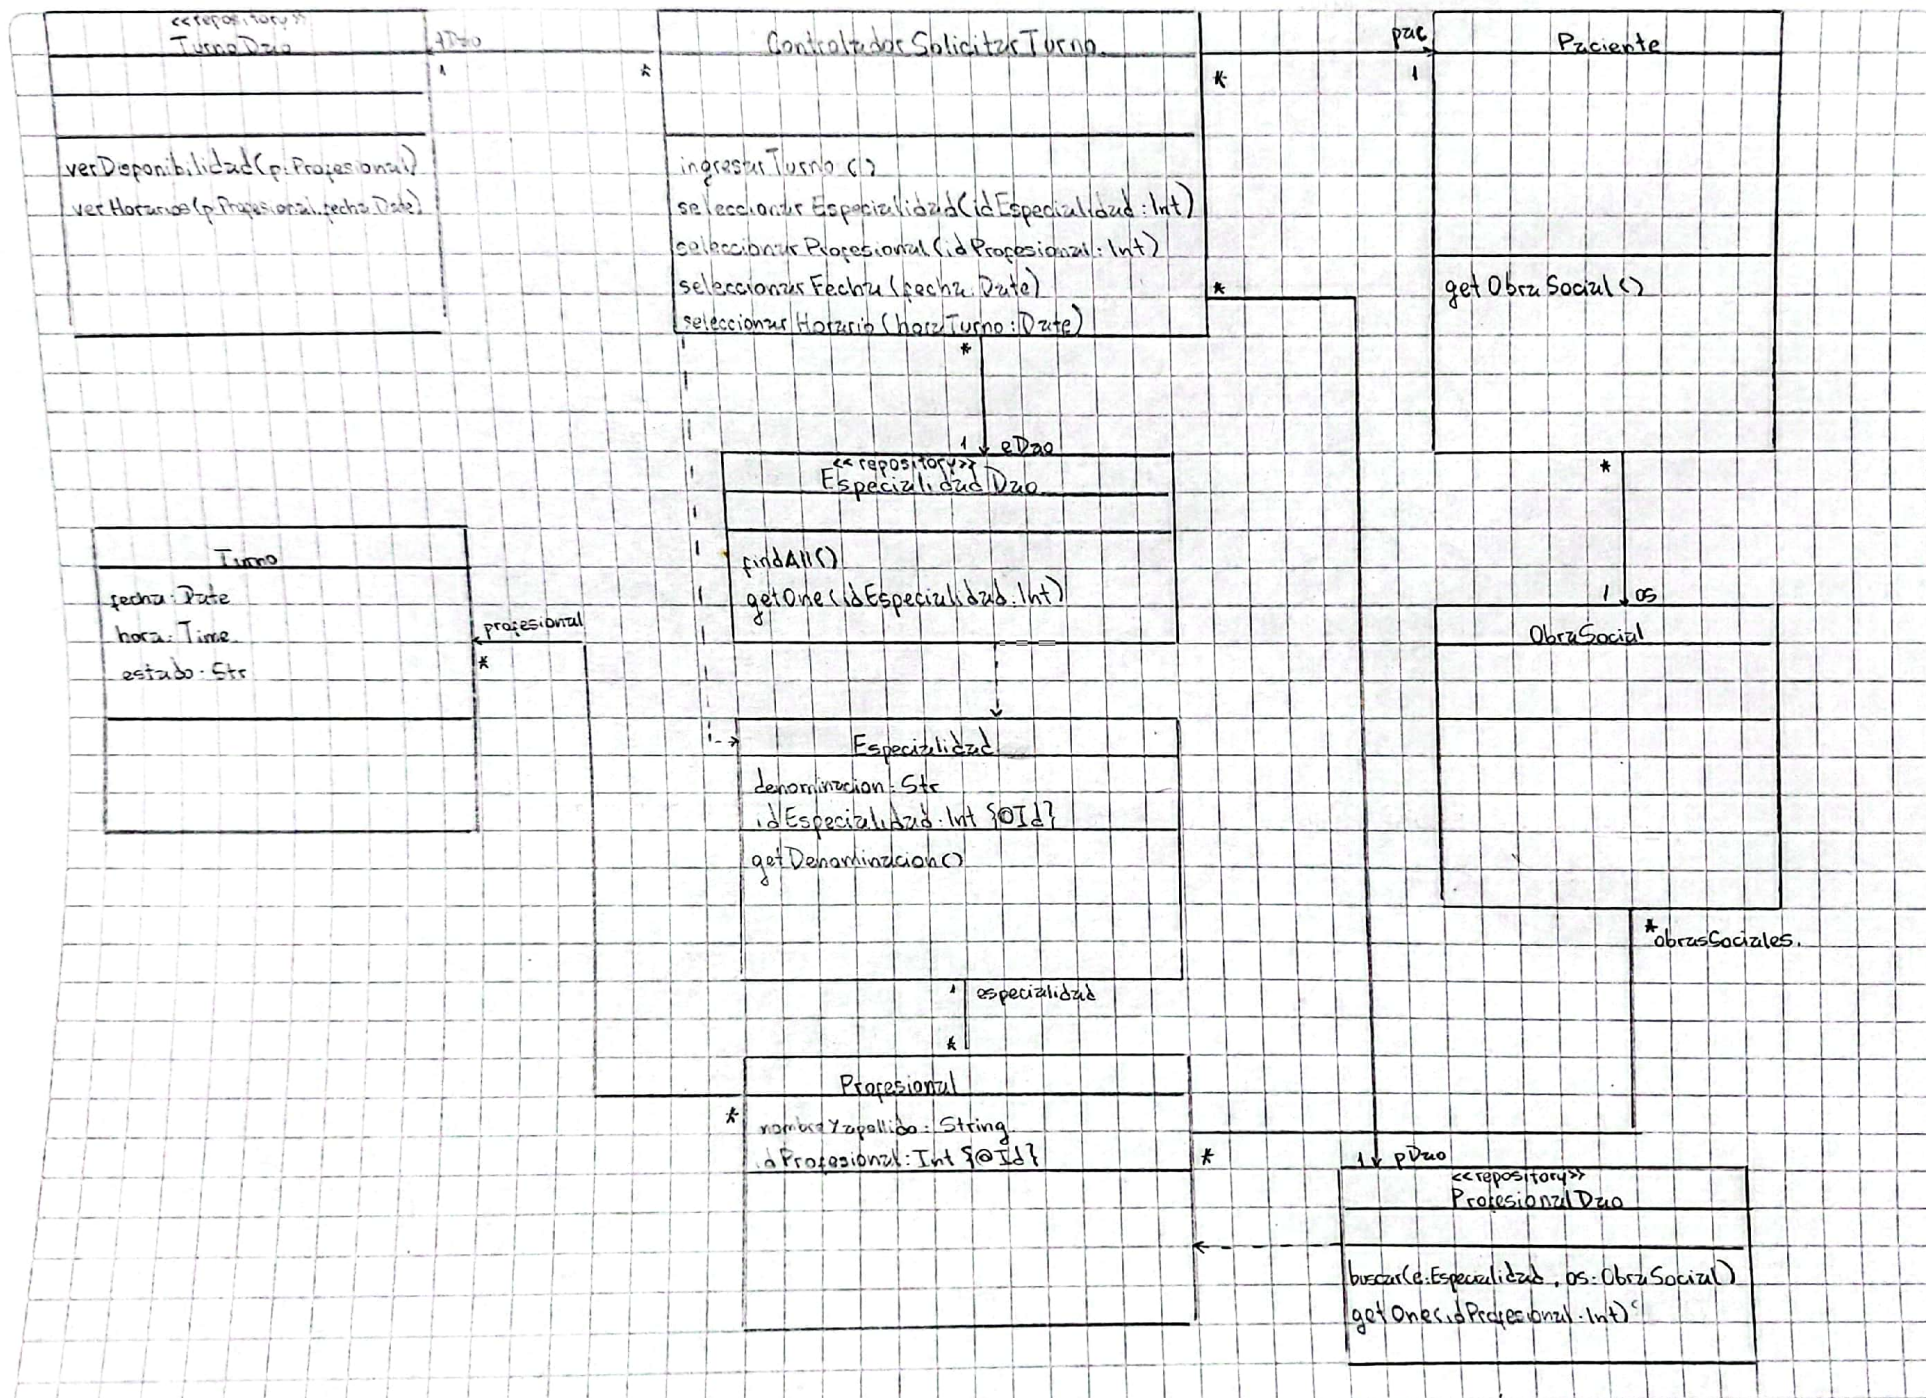 <<repository>>
TurnoDao
tDao
1
*
verDisponibilidad(p:Profesional)
verHorarios(p:Profesional, fecha:Date)
ControladorSolicitarTurno
ingresarTurno()
seleccionarEspecialidad(idEspecialidad:Int)
seleccionarProfesional(idProfesional:Int)
seleccionarFecha(fecha:Date)
seleccionarHorario(horaTurno:Date)
pac
*
1
Paciente
getObraSocial()
*
*
1 eDao
<<repository>>
EspecialidadDao
findAll()
getOne(idEspecialidad:Int)
*
1 os
ObraSocial
Turno
fecha:Date
hora:Time
estado:Str
profesional
*
Especialidad
denominacion:Str
idEspecialidad:Int {@Id}
getDenominacion()
*
obrasSociales.
1 especialidad
*
Profesional
nombreYapellido: String
idProfesional:Int {@Id}
*
*
1 pDao
<<repository>>
ProfesionalDao
buscar(e:Especialidad, os:ObraSocial)
getOne(idProfesional:Int)